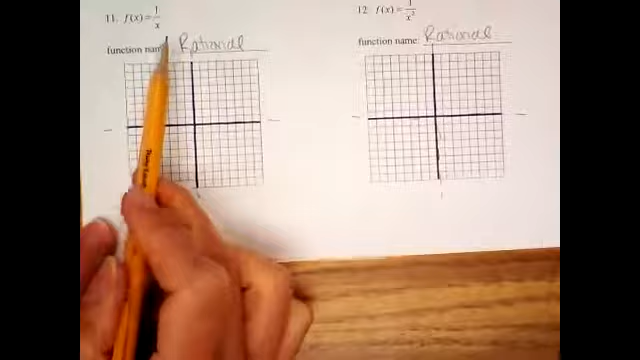 11. f(x) = 1/x
function name: Rational
12. f(x) = 1/x²
function name: Rational